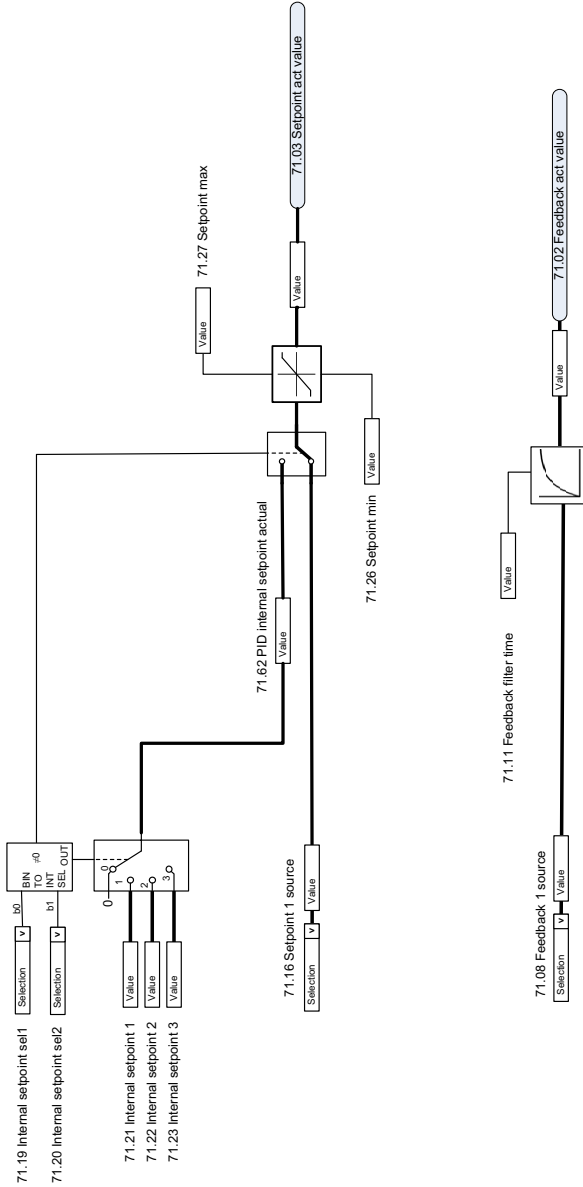 71.19 Internal setpoint sel1
Selection
v
b0
71.20 Internal setpoint sel2
Selection
v
b1
BIN
TO
INT
SEL
≠0
OUT
71.21 Internal setpoint 1
Value
71.22 Internal setpoint 2
Value
71.23 Internal setpoint 3
Value
0
0
1
2
3
71.62 PID internal setpoint actual
Value
71.16 Setpoint 1 source
Selection
v
Value
71.27 Setpoint max
Value
71.26 Setpoint min
Value
Value
71.03 Setpoint act value
71.11 Feedback filter time
Value
71.08 Feedback 1 source
Selection
v
Value
Value
71.02 Feedback act value